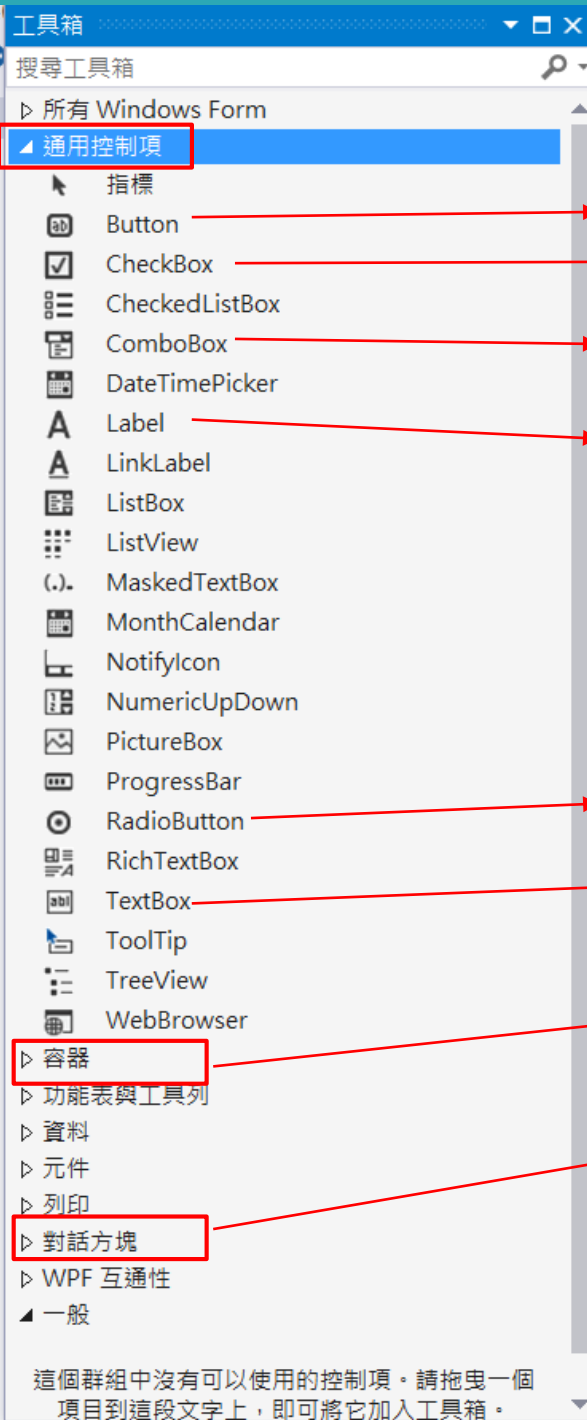 工具箱
搜尋工具箱
所有 Windows Form
通用控制項
指標
Button
CheckBox
CheckedListBox
ComboBox
DateTimePicker
Label
LinkLabel
ListBox
ListView
MaskedTextBox
MonthCalendar
NotifyIcon
NumericUpDown
PictureBox
ProgressBar
RadioButton
RichTextBox
TextBox
ToolTip
TreeView
WebBrowser
容器
功能表與工具列
資料
元件
列印
對話方塊
WPF 互通性
一般
這個群組中沒有可以使用的控制項。請拖曳一個
項目到這段文字上，即可將它加入工具箱。